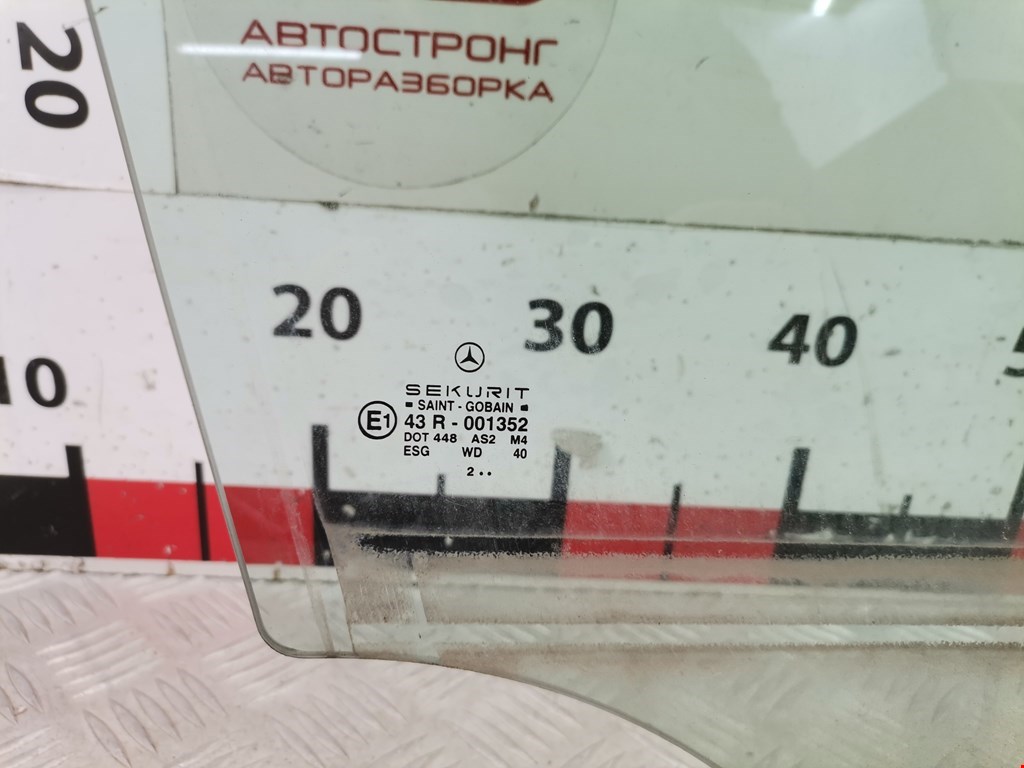 АВТОСТРОНГ
АВТОРАЗБОРКА
20
20 30 40
10
SEKURIT
SAINT - GOBAIN
E1 43 R - 001352
DOT 448 AS2 M4
ESG WD 40
2 ..